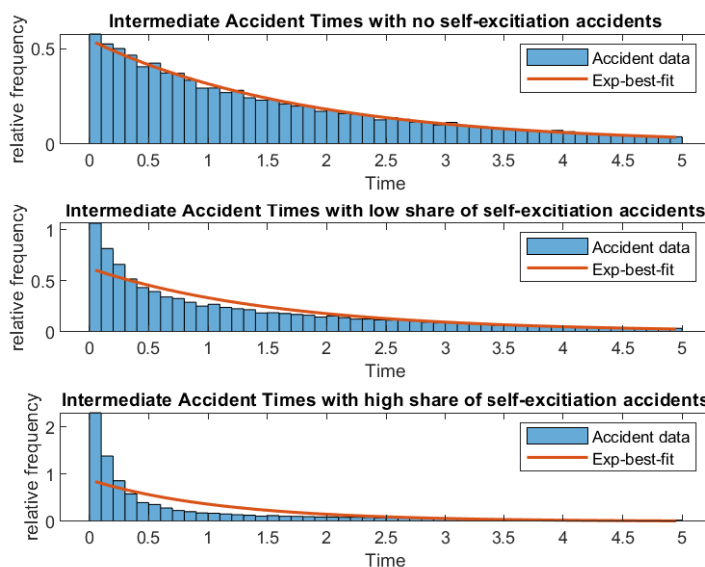 Intermediate Accident Times with no self-excitiation accidents
relative frequency
0.5
0
Accident data
Exp-best-fit
0 0.5 1 1.5 2 2.5 3 3.5 4 4.5 5
Time
Intermediate Accident Times with low share of self-excitiation accidents
relative frequency
1
0.5
0
Accident data
Exp-best-fit
0 0.5 1 1.5 2 2.5 3 3.5 4 4.5 5
Time
Intermediate Accident Times with high share of self-excitiation accidents
relative frequency
2
1
0
Accident data
Exp-best-fit
0 0.5 1 1.5 2 2.5 3 3.5 4 4.5 5
Time